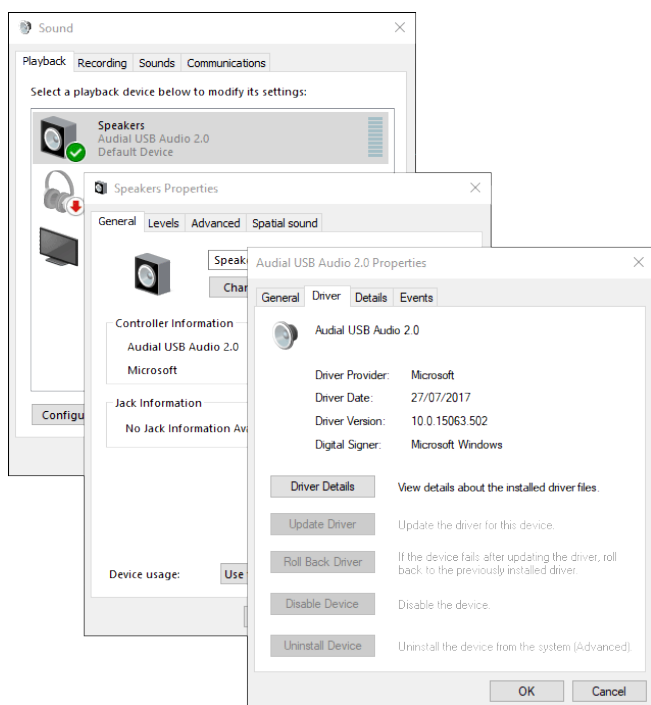 Sound
Playback Recording Sounds Communications
Select a playback device below to modify its settings:
Speakers
Audial USB Audio 2.0
Default Device
Speakers Properties
General Levels Advanced Spatial sound
Controller Information
Audial USB Audio 2.0
Microsoft
Jack Information
Device usage:
Audial USB Audio 2.0 Properties
General Driver Details Events
Audial USB Audio 2.0
Driver Provider: Microsoft
Driver Date: 27/07/2017
Driver Version: 10.0.15063.502
Digital Signer: Microsoft Windows
Driver Details View details about the installed driver files.
Update Driver Update the driver for this device.
Roll Back Driver If the device fails after updating the driver, roll
back to the previously installed driver.
Disable Device Disable the device.
Uninstall Device Uninstall the device from the system (Advanced).
OK Cancel
No Jack Information
Use